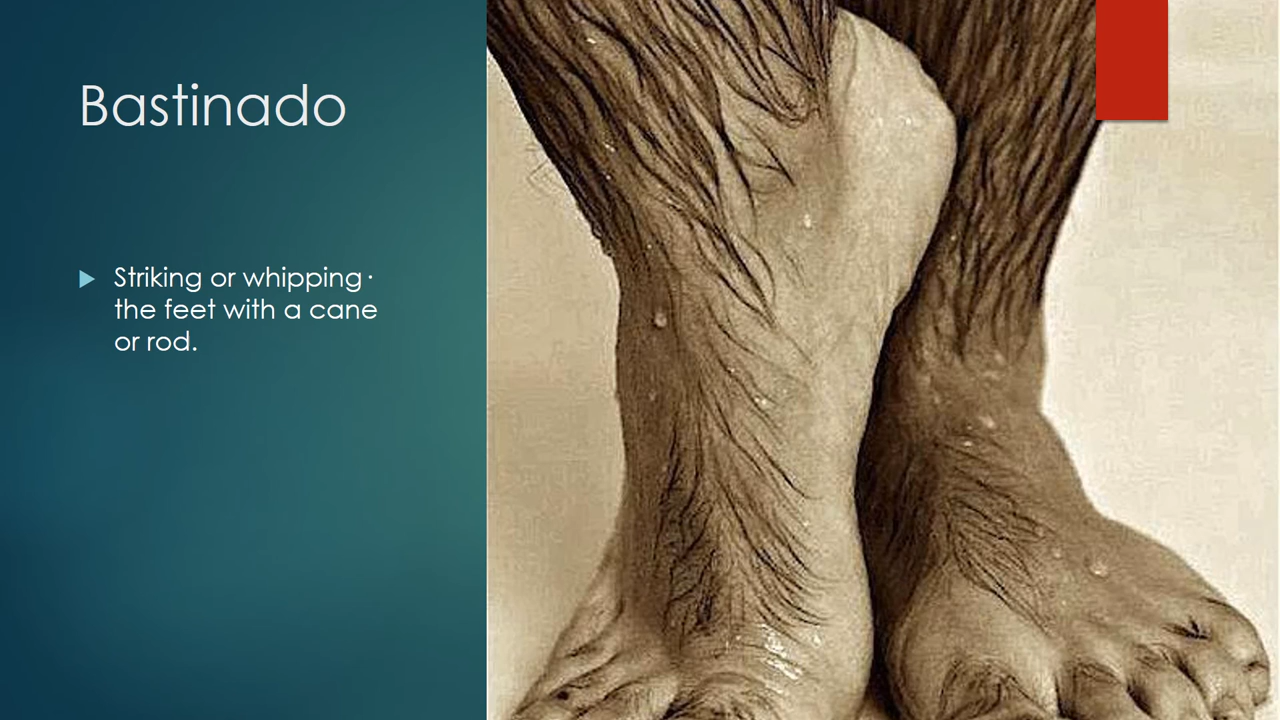 Bastinado
Striking or whipping·
the feet with a cane
or rod.